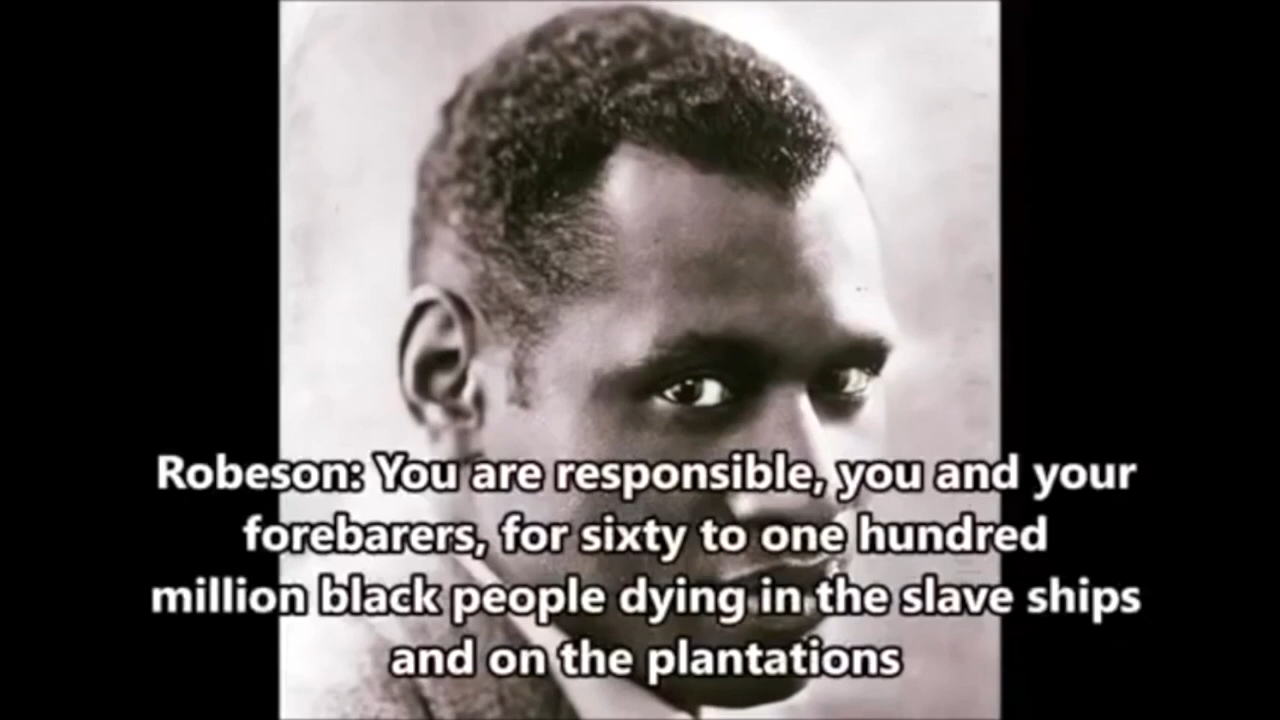 Robeson: You are responsible, you and your
forebarers, for sixty to one hundred
million black people dying in the slave ships
and on the plantations